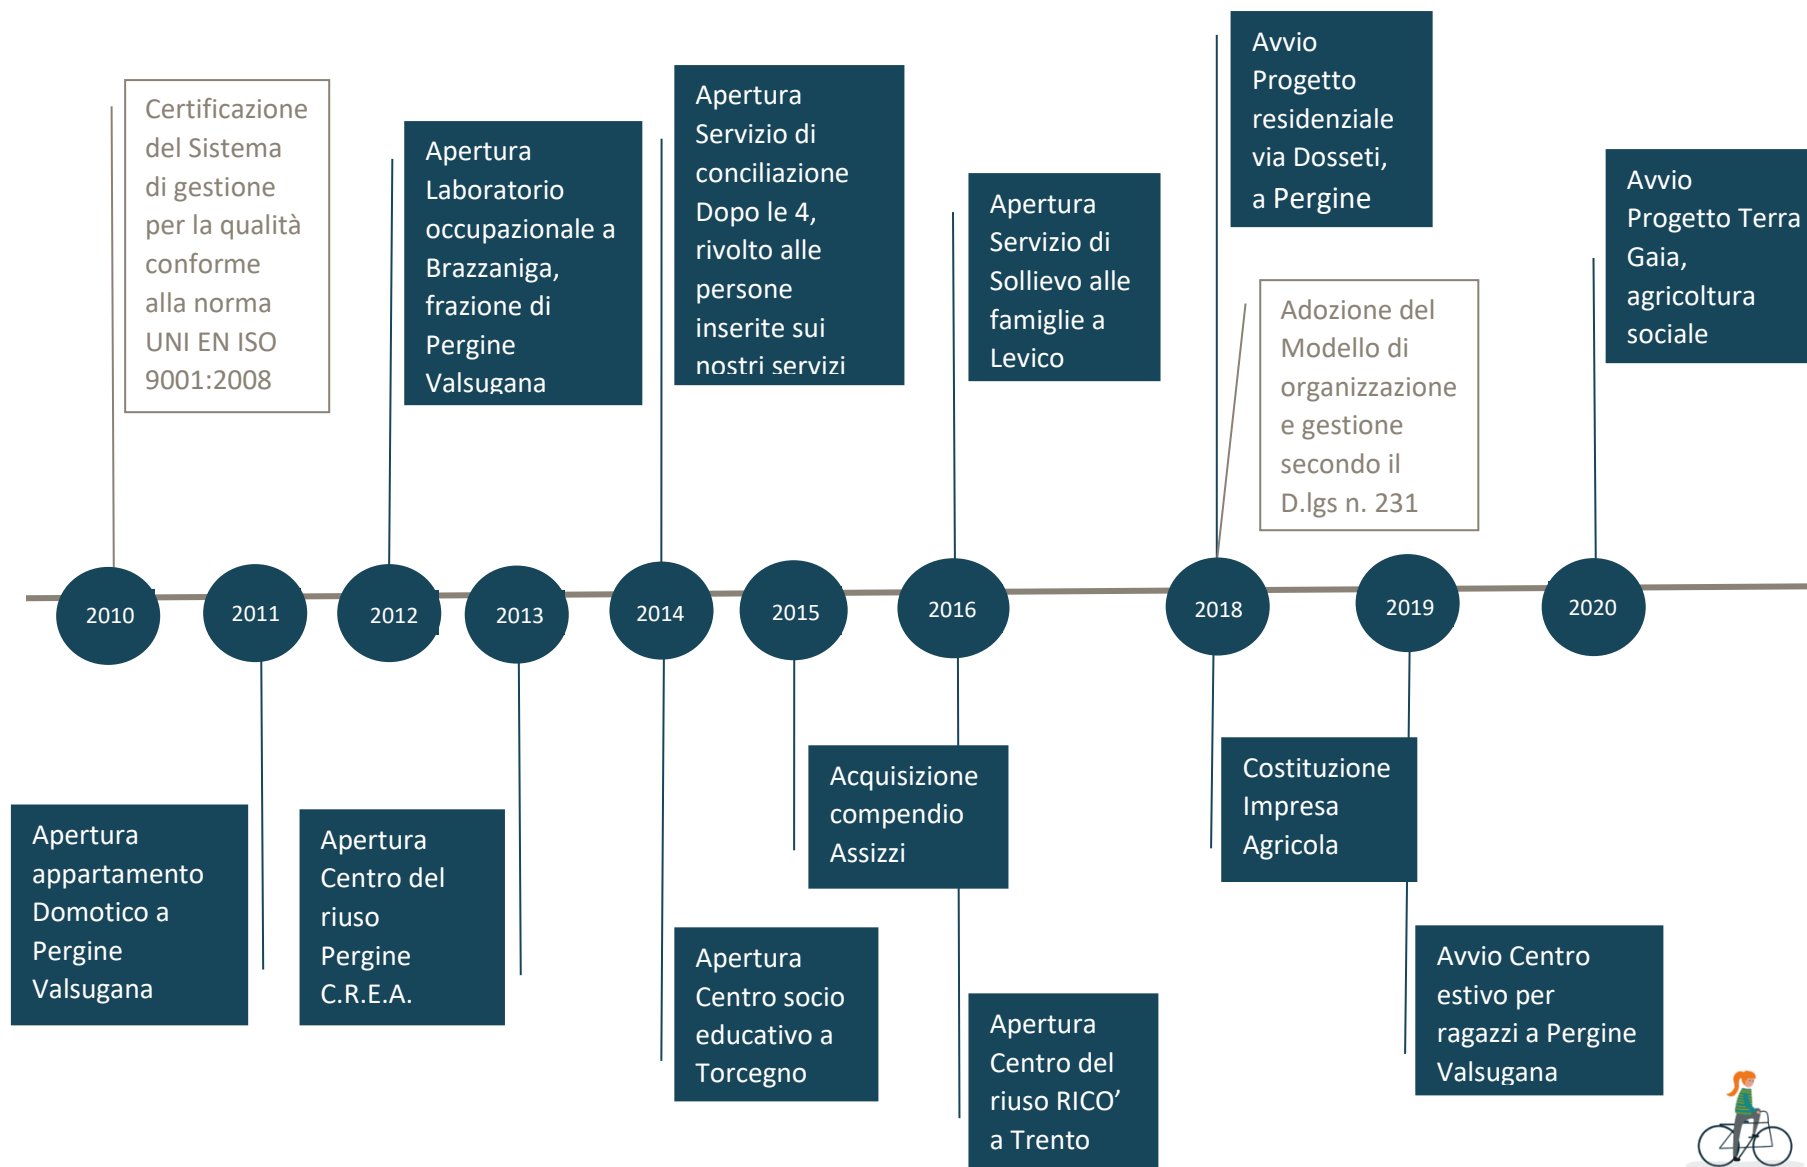 Certificazione
del Sistema
di gestione
per la qualità
conforme
alla norma
UNI EN ISO
9001:2008
Apertura
Laboratorio
occupazionale a
Brazzaniga,
frazione di
Pergine
Valsugana
Apertura
Servizio di
conciliazione
Dopo le 4,
rivolto alle
persone
inserite sui
nostri servizi
Apertura
Servizio di
Sollievo alle
famiglie a
Levico
Avvio
Progetto
residenziale
via Dosseti,
a Pergine
Adozione del
Modello di
organizzazione
e gestione
secondo il
D.lgs n. 231
Avvio
Progetto Terra
Gaia,
agricoltura
sociale
2010
2011
2012
2013
2014
2015
2016
2018
2019
2020
Apertura
appartamento
Domotico a
Pergine
Valsugana
Apertura
Centro del
riuso
Pergine
C.R.E.A.
Apertura
Centro socio
educativo a
Torcegno
Acquisizione
compendio
Assizzi
Apertura
Centro del
riuso RICO’
a Trento
Costituzione
Impresa
Agricola
Avvio Centro
estivo per
ragazzi a Pergine
Valsugana